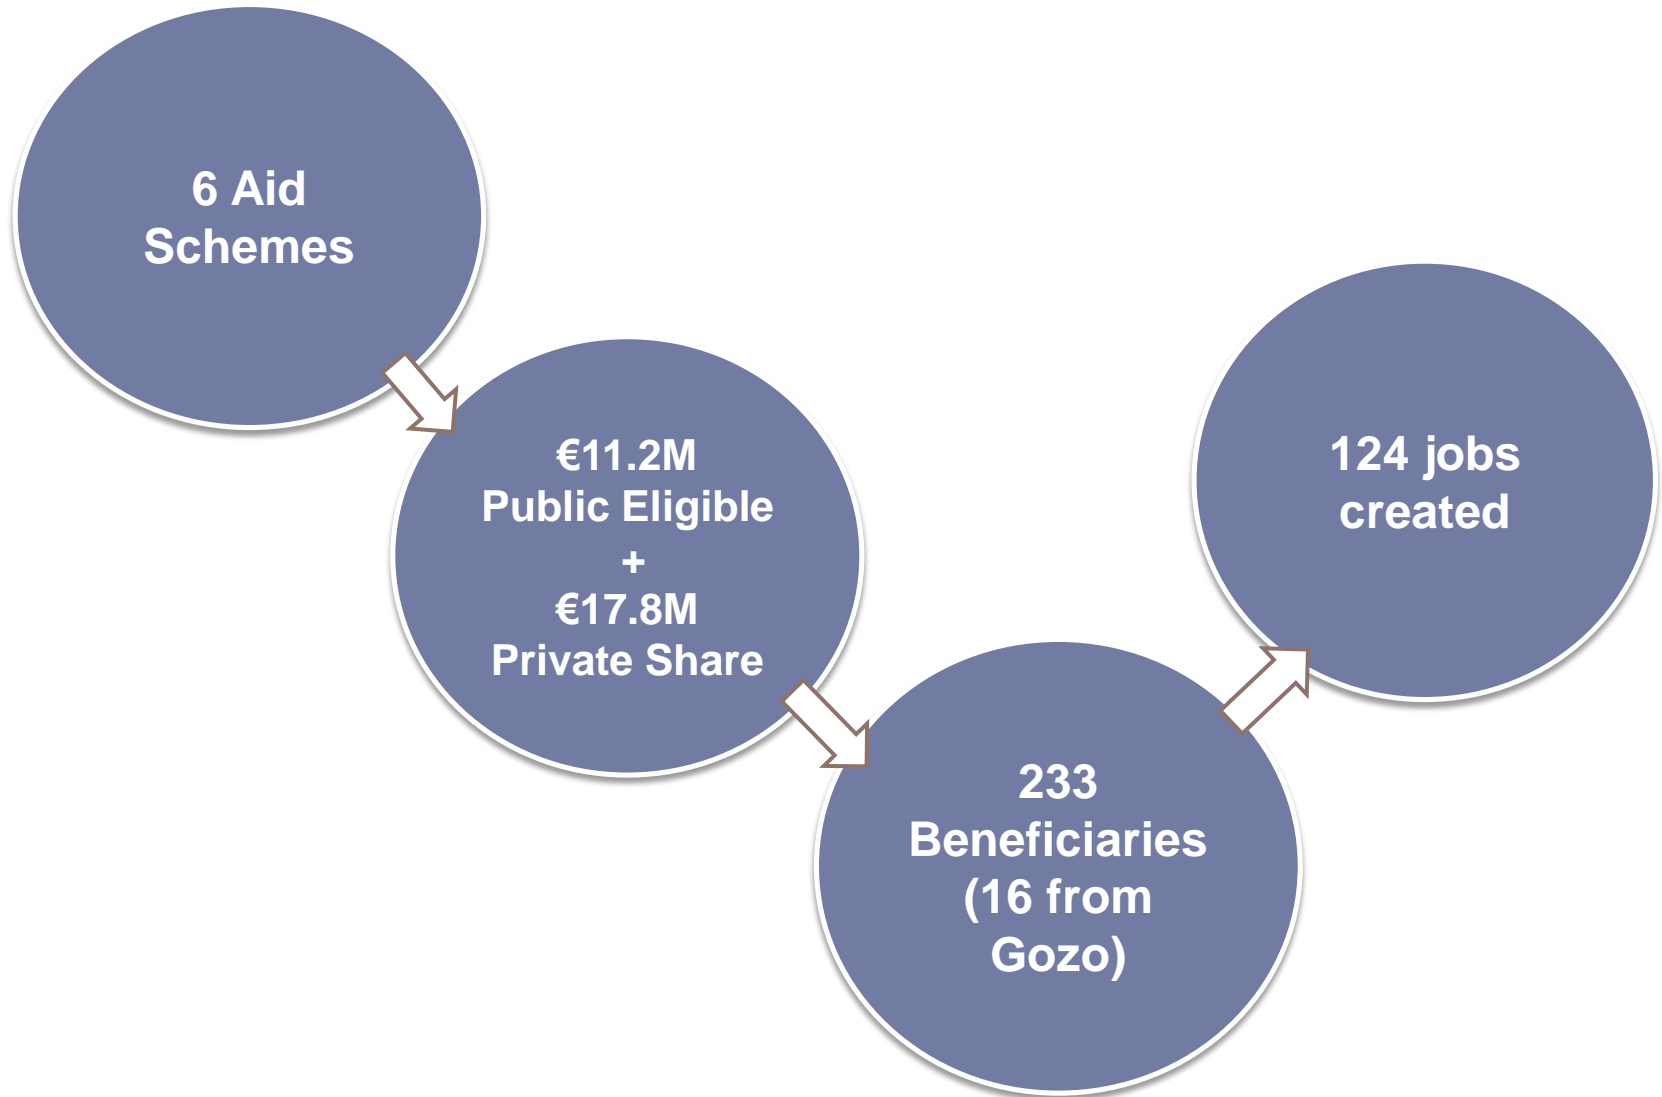 6 Aid
Schemes
€11.2M
Public Eligible
+
€17.8M
Private Share
233
Beneficiaries
(16 from
Gozo)
124 jobs
created